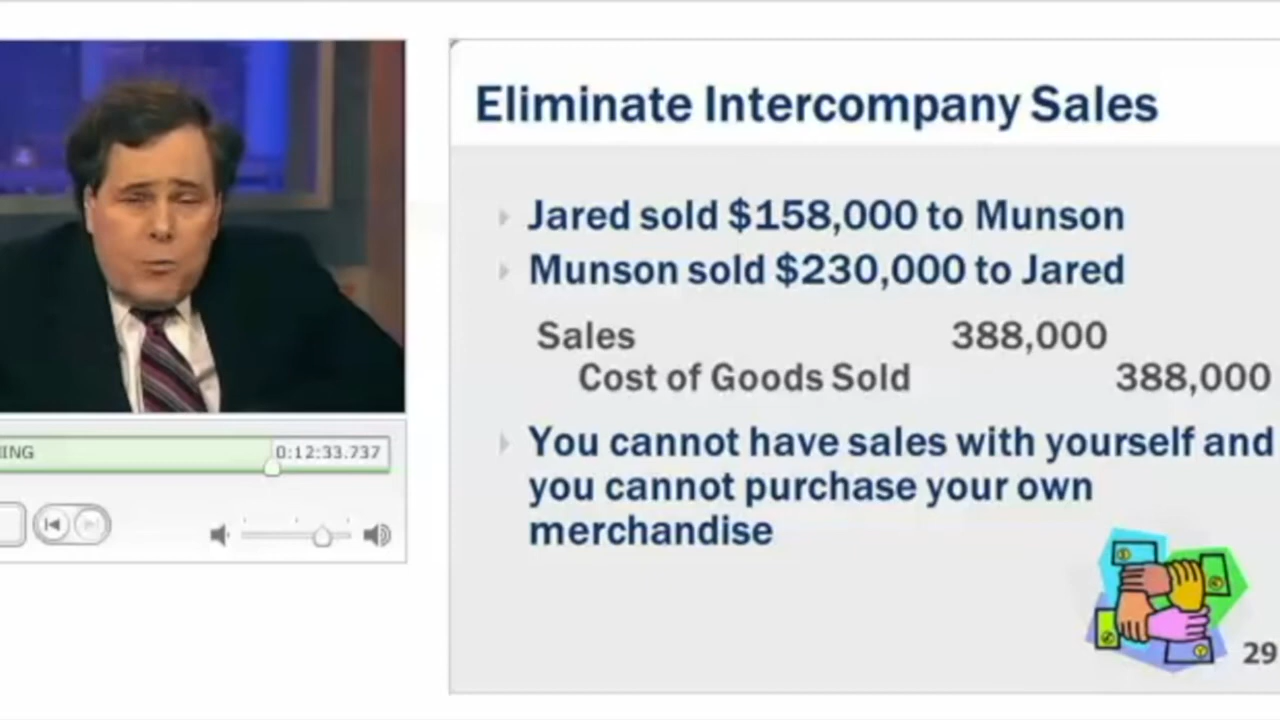 Eliminate Intercompany Sales
Jared sold $158,000 to Munson
Munson sold $230,000 to Jared
Sales 388,000
Cost of Goods Sold 388,000
You cannot have sales with yourself and
you cannot purchase your own
merchandise
29
ING 0:12:33.737